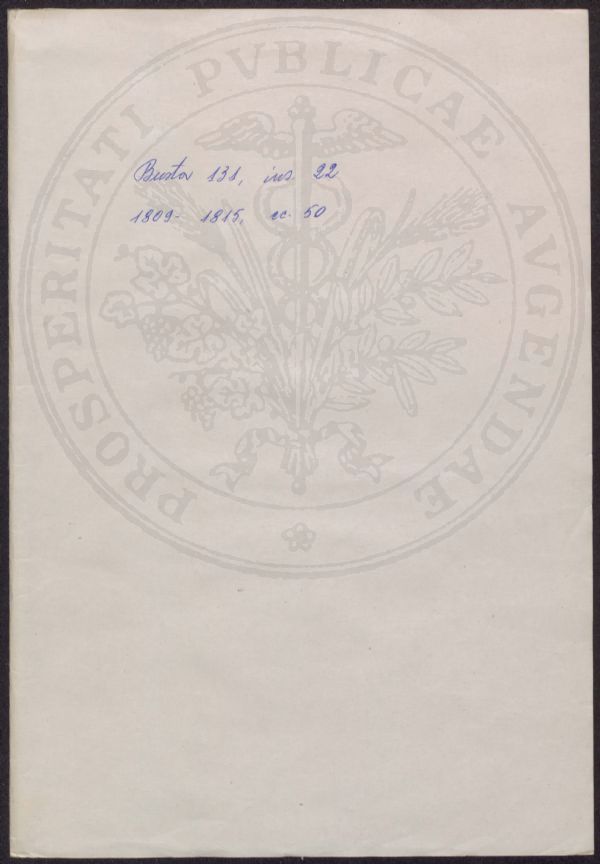 PROSPERITATI PVBLICAE AVGENDAE
Busta 131, ins 22
1809- 1815, cc. 50